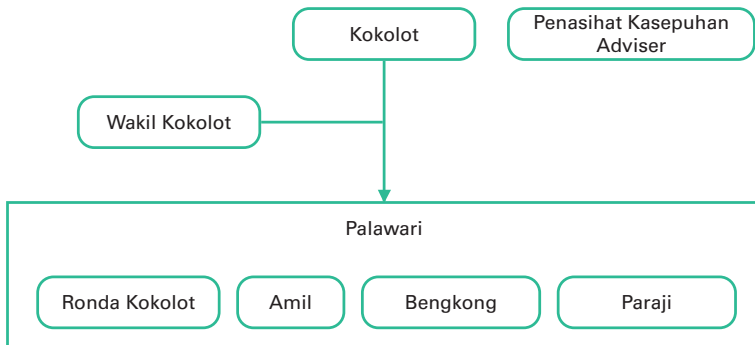 Kokolot
Penasihat Kasepuhan
Adviser
Wakil Kokolot
Palawari
Ronda Kokolot
Amil
Bengkong
Paraji